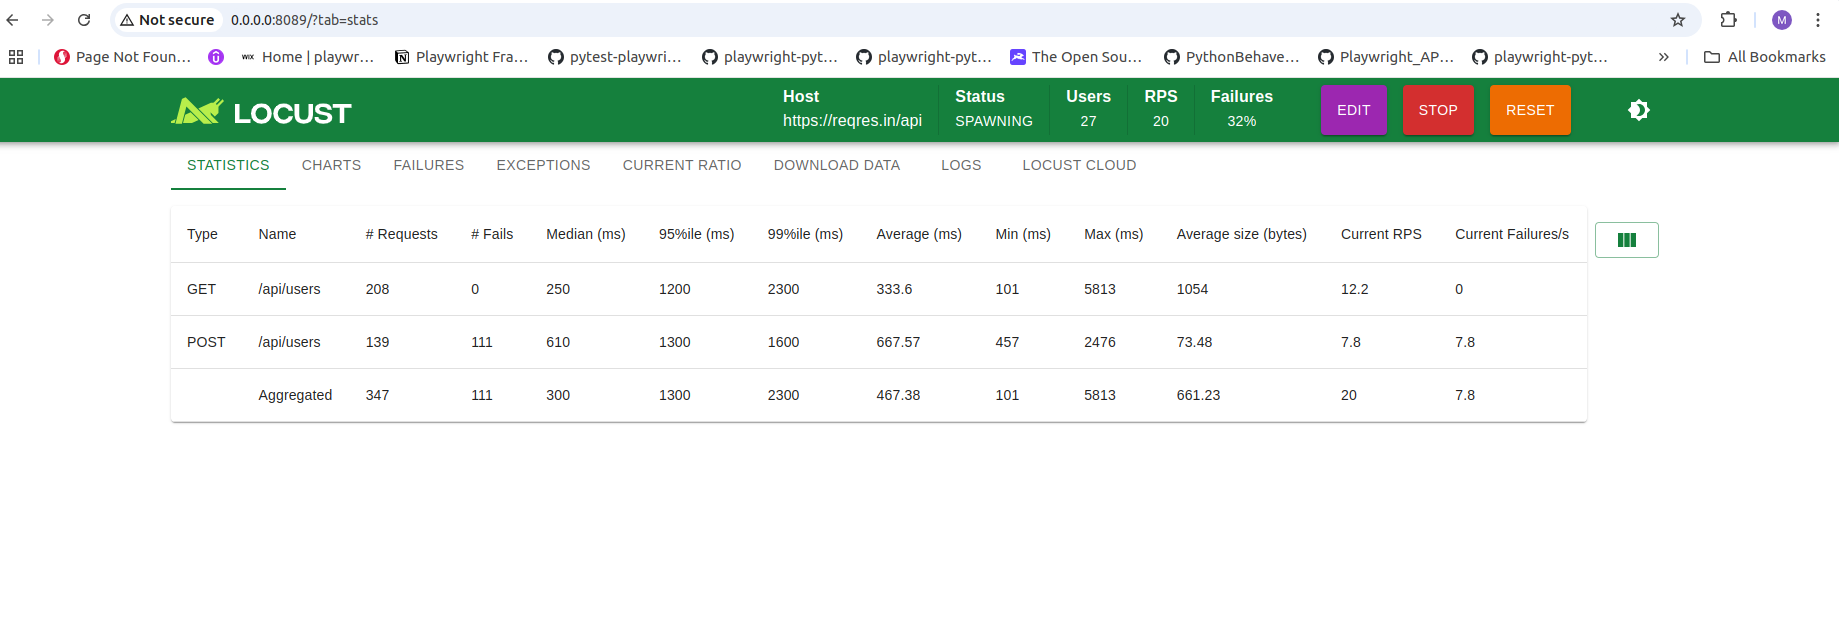 Not secure 0.0.0.0:8089/?tab=stats M
Page Not Foun... Home | playwr... Playwright Fra... pytest-playwri... playwright-pyt... playwright-pyt... The Open Sou... PythonBehave... Playwright_AP... playwright-pyt... » All Bookmarks
LOCUST
Host Status Users RPS Failures
https://reqres.in/api SPAWNING 27 20 32%
EDIT STOP RESET
STATISTICS CHARTS FAILURES EXCEPTIONS CURRENT RATIO DOWNLOAD DATA LOGS LOCUST CLOUD
Type Name # Requests # Fails Median (ms) 95%ile (ms) 99%ile (ms) Average (ms) Min (ms) Max (ms) Average size (bytes) Current RPS Current Failures/s
GET /api/users 208 0 250 1200 2300 333.6 101 5813 1054 12.2 0
POST /api/users 139 111 610 1300 1600 667.57 457 2476 73.48 7.8 7.8
Aggregated 347 111 300 1300 2300 467.38 101 5813 661.23 20 7.8